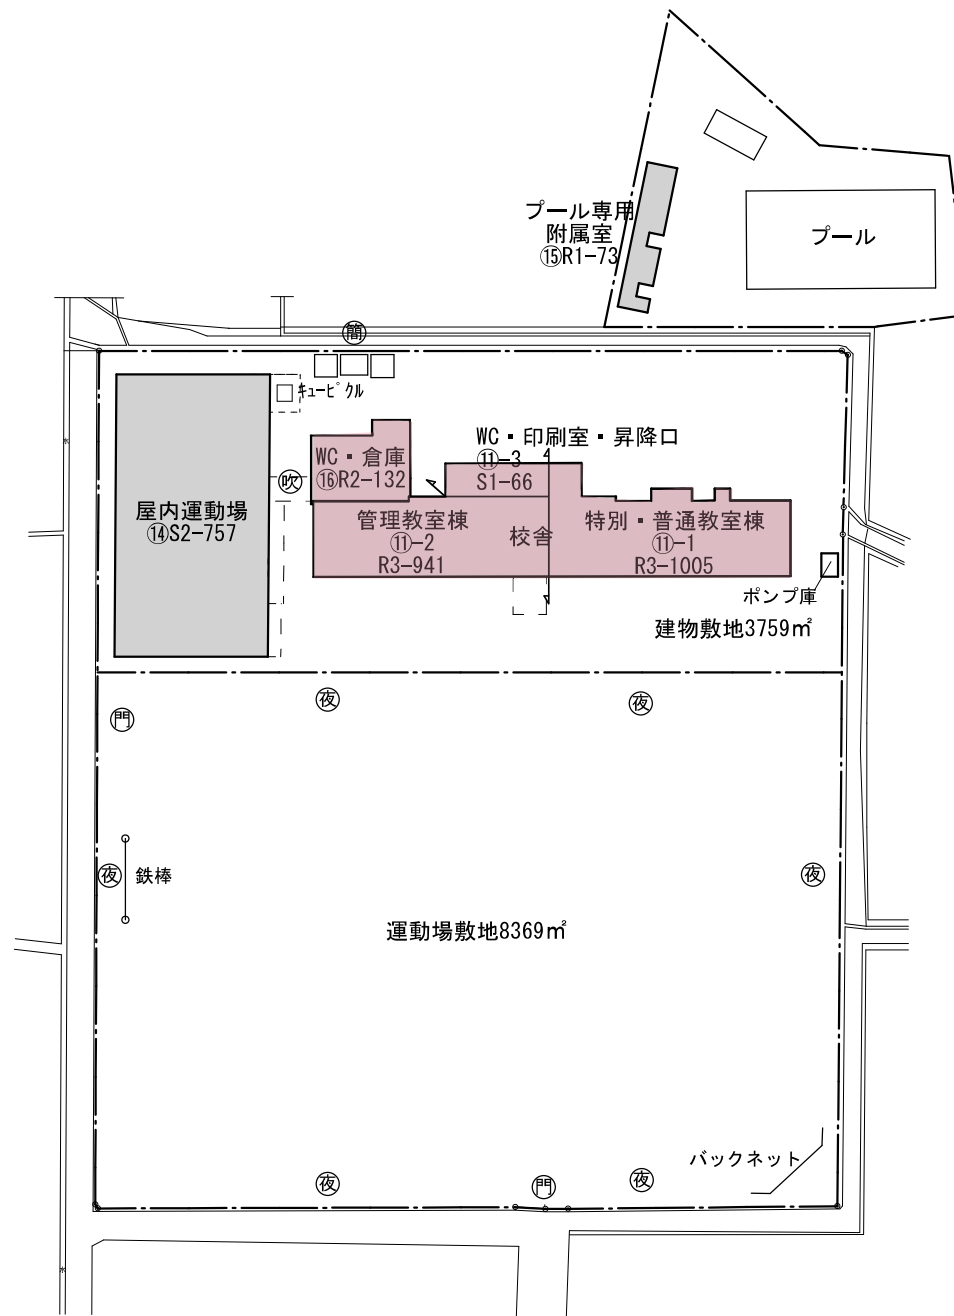 プール専用
附属室
⑮R1-73
プール
簡
キュービクル
WC・倉庫
⑯R2-132
WC・印刷室・昇降口
⑪-3
S1-66
吹
屋内運動場
⑭S2-757
管理教室棟
⑪-2
R3-941
校舎
特別・普通教室棟
⑪-1
R3-1005
ポンプ庫
建物敷地3759㎡
夜
夜
門
夜
鉄棒
夜
運動場敷地8369㎡
バックネット
夜
門
夜